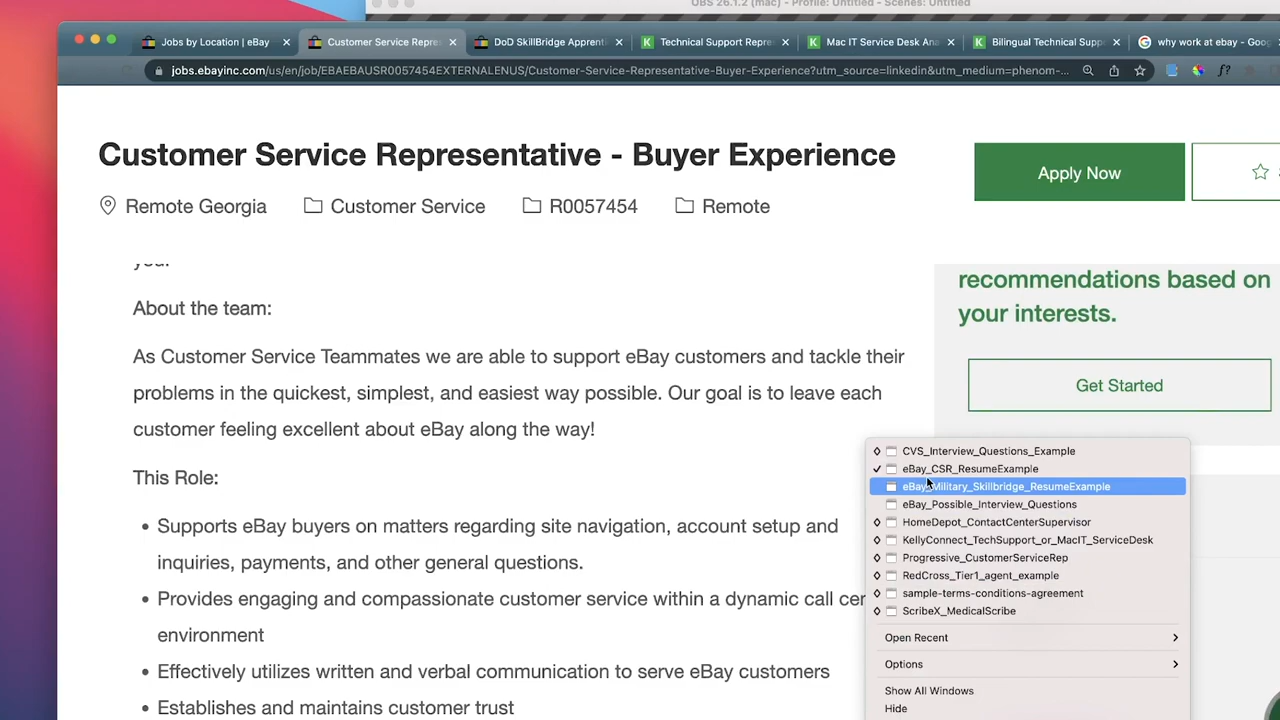 OBS 26.1.2 (mac) - Profile: Untitled - Scenes: Untitled
Jobs by Location | eBay
Customer Service Repres
DoD SkillBridge Apprenti
Technical Support Repre
Mac IT Service Desk Ana
Bilingual Technical Supp
why work at ebay - Goog
jobs.ebayinc.com/us/en/job/EBAEBAUSR0057454EXTERNALENUS/Customer-Service-Representative-Buyer-Experience?utm_source=linkedin&utm_medium=phenom-...
f?
Customer Service Representative - Buyer Experience
Apply Now
Remote Georgia
Customer Service
R0057454
Remote
you.
recommendations based on
your interests.
Get Started
About the team:
As Customer Service Teammates we are able to support eBay customers and tackle their
problems in the quickest, simplest, and easiest way possible. Our goal is to leave each
customer feeling excellent about eBay along the way!
This Role:
• Supports eBay buyers on matters regarding site navigation, account setup and
inquiries, payments, and other general questions.
• Provides engaging and compassionate customer service within a dynamic call cen
environment
• Effectively utilizes written and verbal communication to serve eBay customers
• Establishes and maintains customer trust
CVS_Interview_Questions_Example
eBay_CSR_ResumeExample
eBay_Military_Skillbridge_ResumeExample
eBay_Possible_Interview_Questions
HomeDepot_ContactCenterSupervisor
KellyConnect_TechSupport_or_MacIT_ServiceDesk
Progressive_CustomerServiceRep
RedCross_Tier1_agent_example
sample-terms-conditions-agreement
ScribeX_MedicalScribe
Open Recent
Options
Show All Windows
Hide